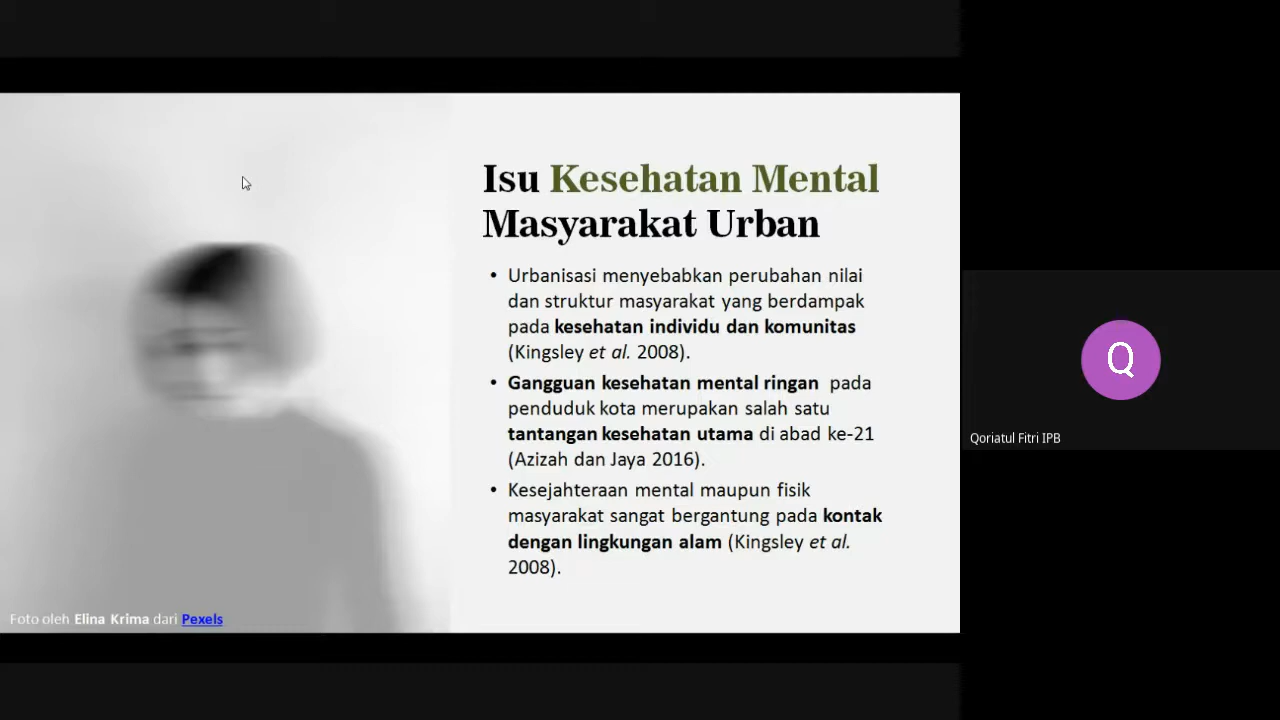 Isu Kesehatan Mental
Masyarakat Urban
• Urbanisasi menyebabkan perubahan nilai
dan struktur masyarakat yang berdampak
pada kesehatan individu dan komunitas
(Kingsley et al. 2008).
• Gangguan kesehatan mental ringan pada
penduduk kota merupakan salah satu
tantangan kesehatan utama di abad ke-21
(Azizah dan Jaya 2016).
• Kesejahteraan mental maupun fisik
masyarakat sangat bergantung pada kontak
dengan lingkungan alam (Kingsley et al.
2008).
Foto oleh Elina Krima dari Pexels
Q
Qoriatul Fitri IPB